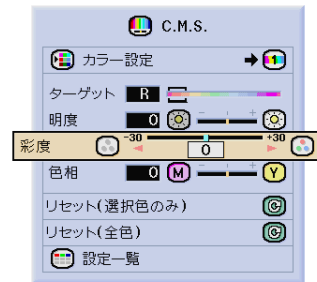 C.M.S.
カラー設定 1
ターゲット R
明度 0 - +
彩度 -30 0 +30
色相 0 M - + Y
リセット(選択色のみ)
リセット(全色)
設定一覧